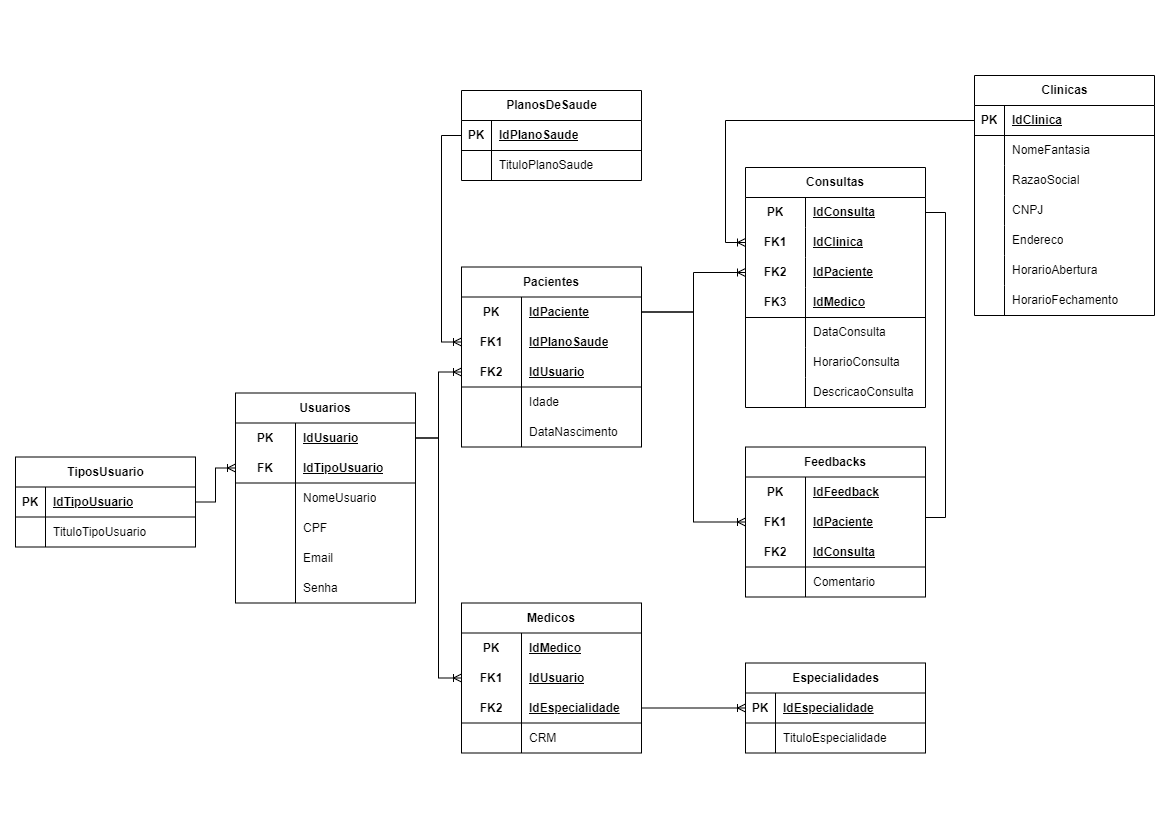 PlanosDeSaude
PK IdPlanoSaude
TituloPlanoSaude
Clinicas
PK IdClinica
NomeFantasia
RazaoSocial
CNPJ
Endereco
HorarioAbertura
HorarioFechamento
Consultas
PK IdConsulta
FK1 IdClinica
FK2 IdPaciente
FK3 IdMedico
DataConsulta
HorarioConsulta
DescricaoConsulta
Pacientes
PK IdPaciente
FK1 IdPlanoSaude
FK2 IdUsuario
Idade
DataNascimento
Usuarios
PK IdUsuario
FK IdTipoUsuario
NomeUsuario
CPF
Email
Senha
TiposUsuario
PK IdTipoUsuario
TituloTipoUsuario
Feedbacks
PK IdFeedback
FK1 IdPaciente
FK2 IdConsulta
Comentario
Medicos
PK IdMedico
FK1 IdUsuario
FK2 IdEspecialidade
CRM
Especialidades
PK IdEspecialidade
TituloEspecialidade